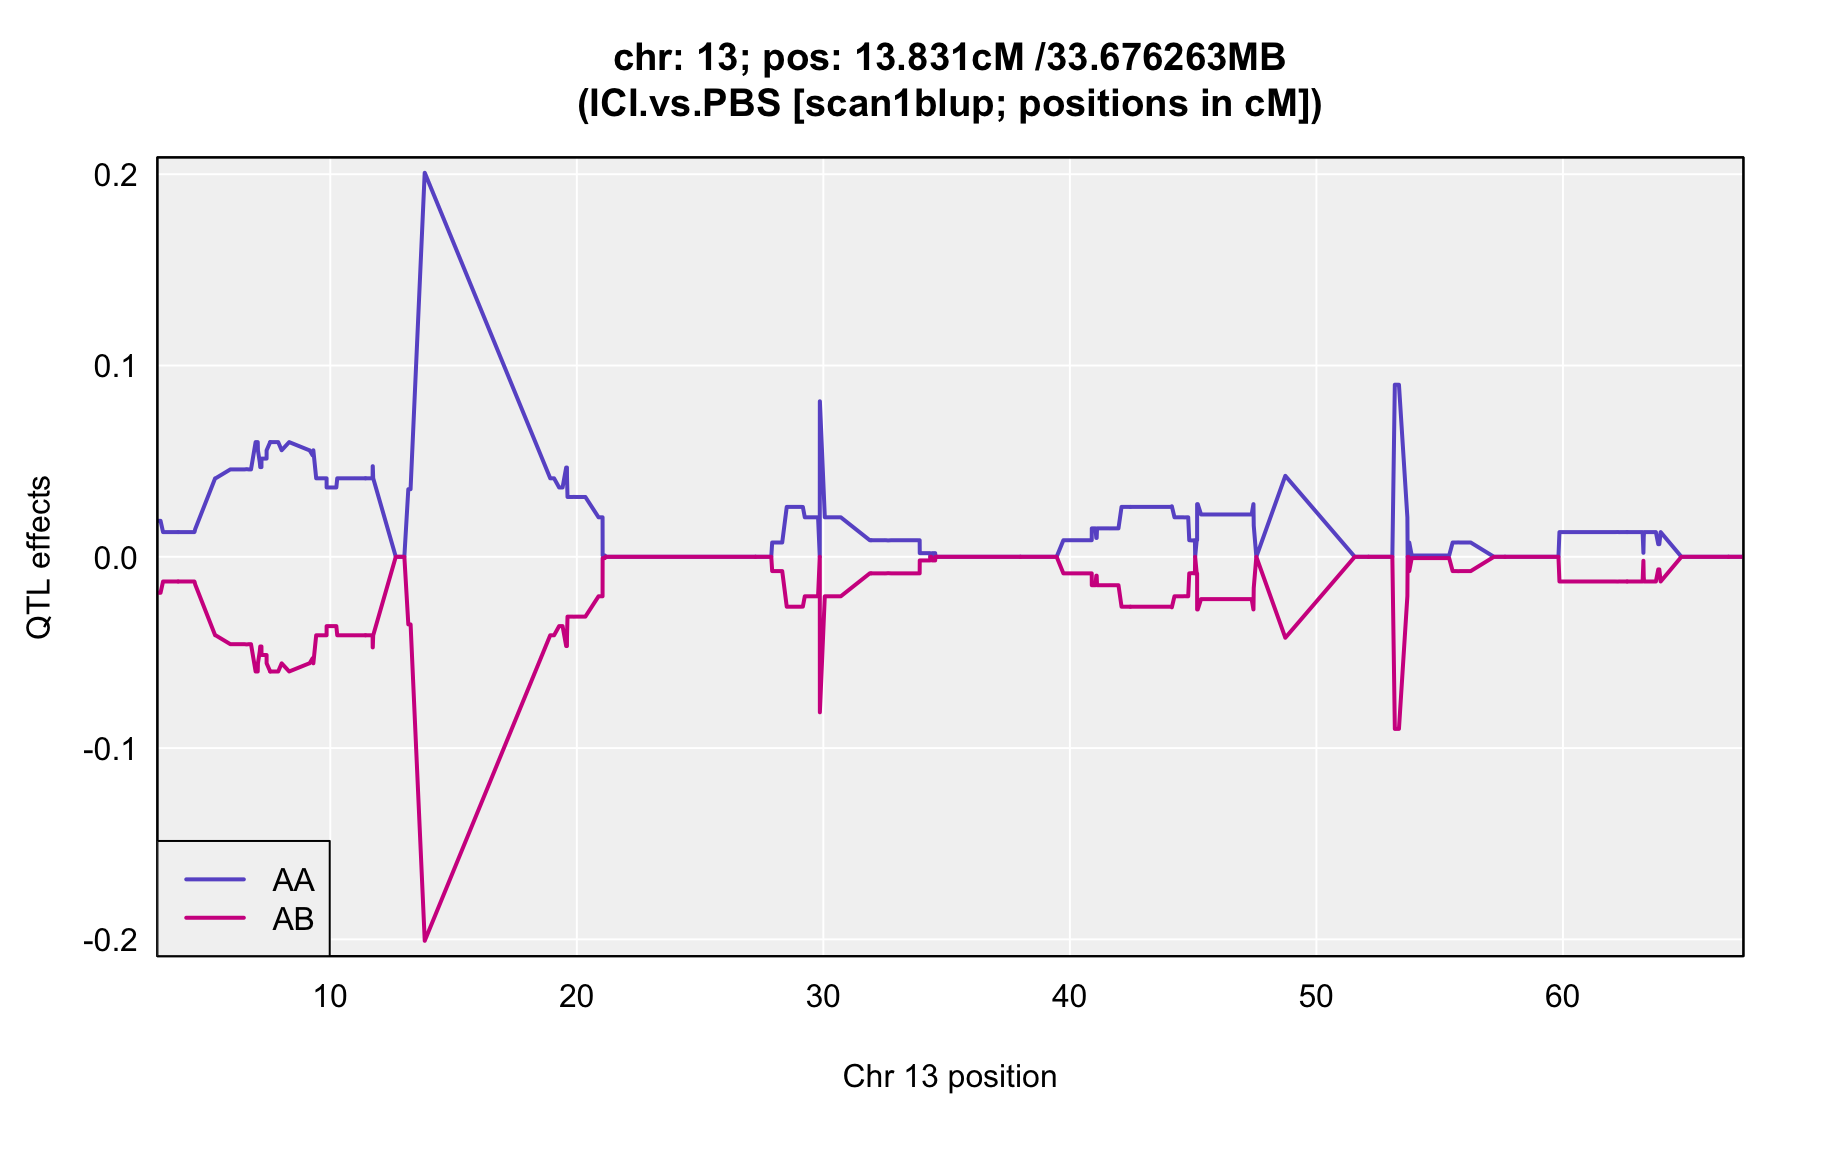 chr: 13; pos: 13.831cM /33.676263MB
(ICI.vs.PBS [scan1blup; positions in cM])
QTL effects
0.2
0.1
0.0
-0.1
-0.2
AA
AB
10 20 30 40 50 60
Chr 13 position